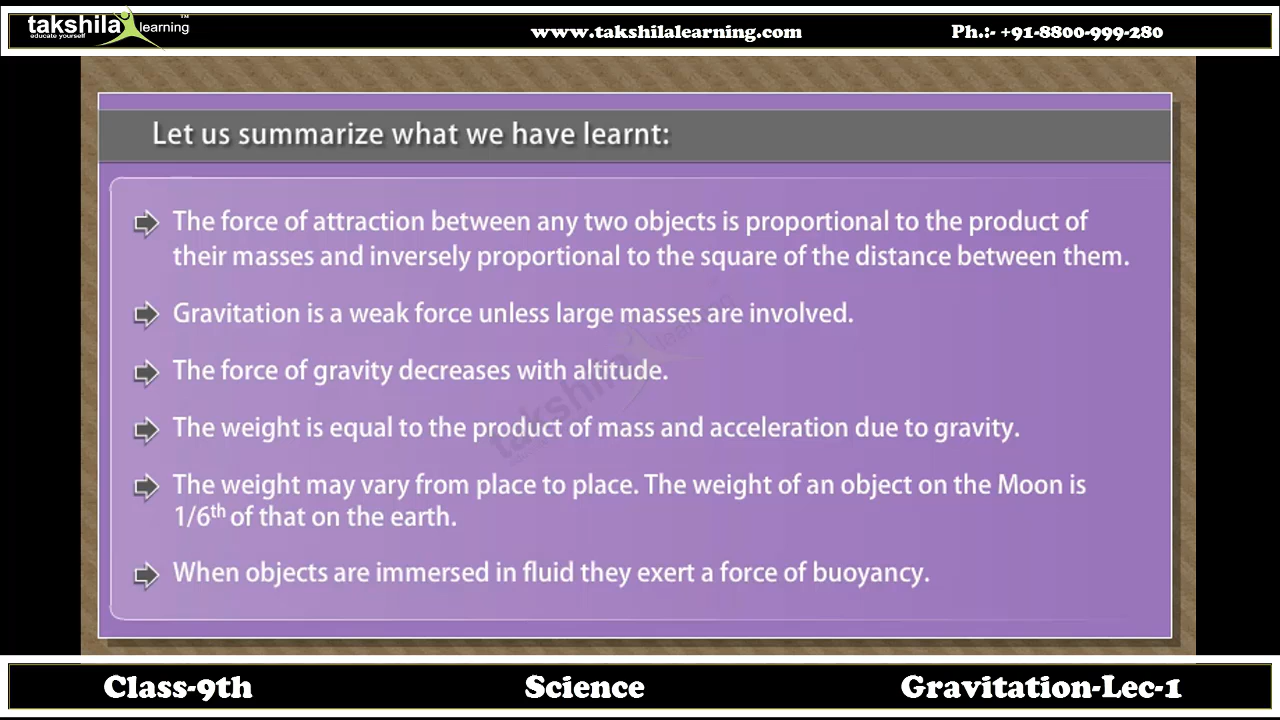 takshila learning™
educate yourself
www.takshilalearning.com
Ph.:- +91-8800-999-280
Let us summarize what we have learnt:
The force of attraction between any two objects is proportional to the product of
their masses and inversely proportional to the square of the distance between them.
Gravitation is a weak force unless large masses are involved.
The force of gravity decreases with altitude.
The weight is equal to the product of mass and acceleration due to gravity.
The weight may vary from place to place. The weight of an object on the Moon is
1/6th of that on the earth.
When objects are immersed in fluid they exert a force of buoyancy.
takshila learning
Class-9th
Science
Gravitation-Lec-1